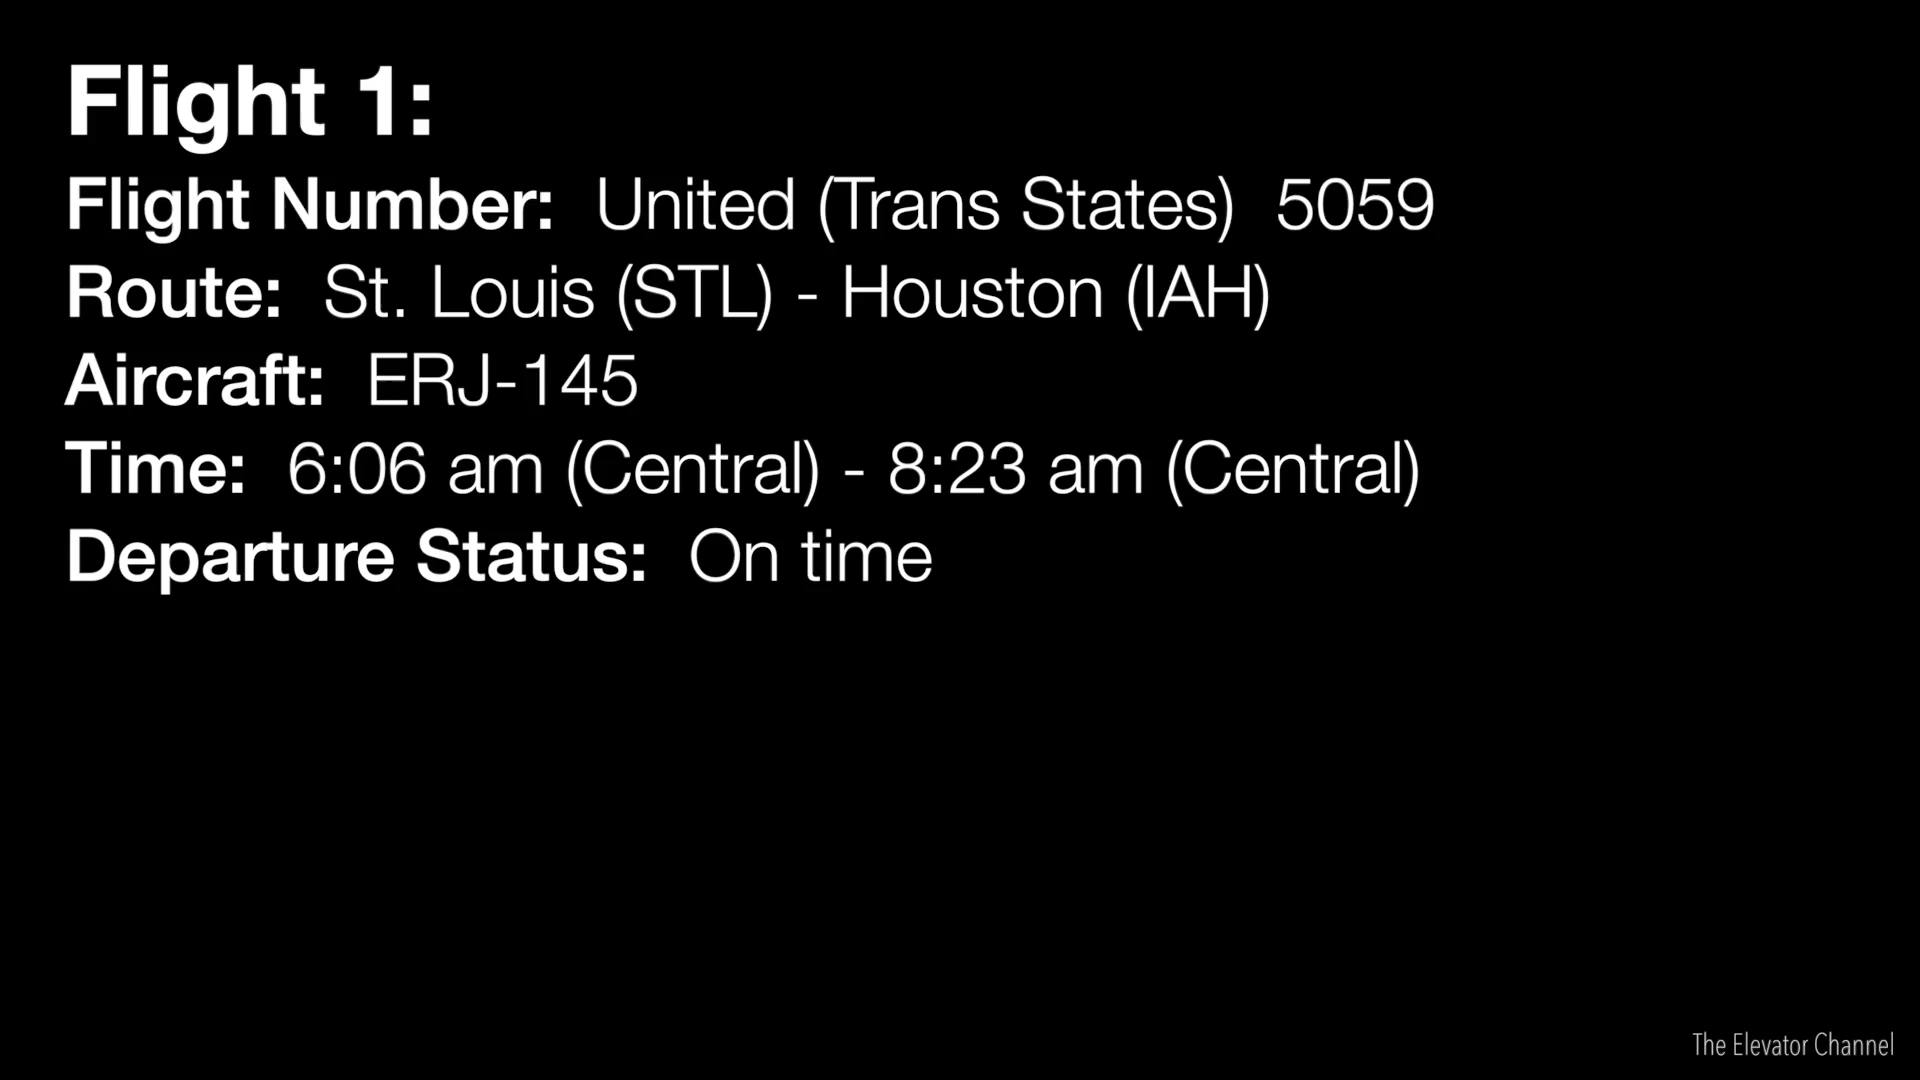 Flight 1:
Flight Number: United (Trans States) 5059
Route: St. Louis (STL) - Houston (IAH)
Aircraft: ERJ-145
Time: 6:06 am (Central) - 8:23 am (Central)
Departure Status: On time
The Elevator Channel